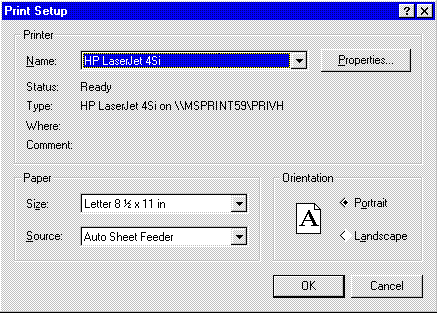 Print Setup
Printer
Name: HP LaserJet 4Si Properties...
Status: Ready
Type: HP LaserJet 4Si on \\MSPRINT59\PRIVH
Where:
Comment:
Paper Orientation
Size: Letter 8 ½ x 11 in
A Portrait
Source: Auto Sheet Feeder Landscape
OK Cancel